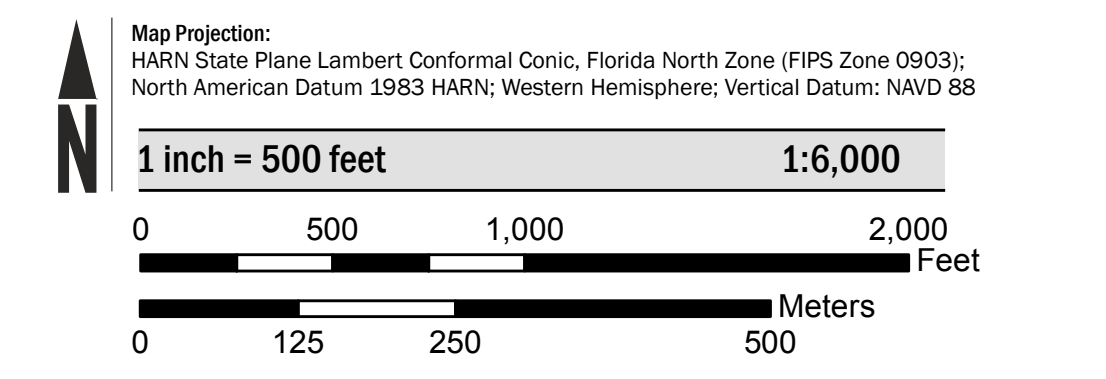 Map Projection:
HARN State Plane Lambert Conformal Conic, Florida North Zone (FIPS Zone 0903);
North American Datum 1983 HARN; Western Hemisphere; Vertical Datum: NAVD 88
N
1 inch = 500 feet 1:6,000
0 500 1,000 2,000
Feet
Meters
0 125 250 500